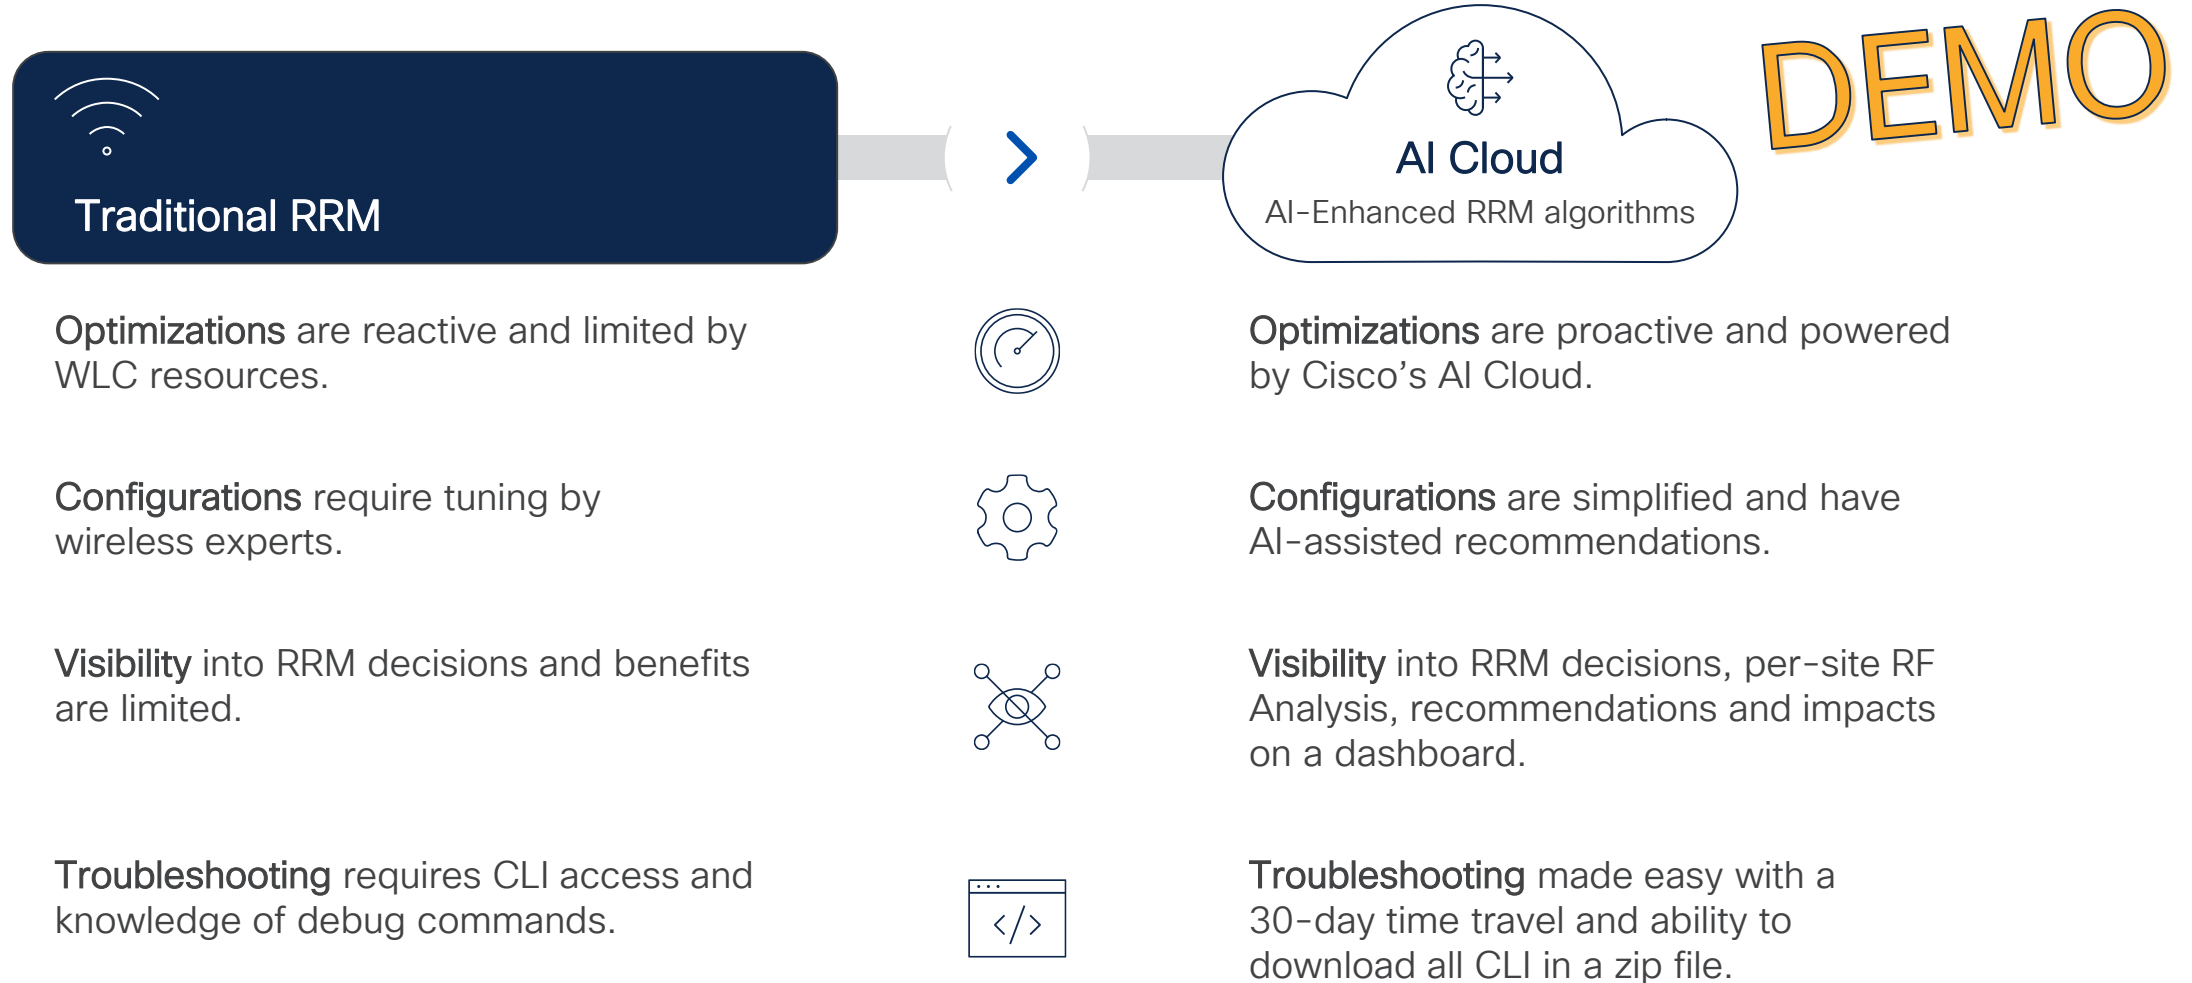 DEMO
Traditional RRM
AI Cloud
AI-Enhanced RRM algorithms
Optimizations are reactive and limited by
WLC resources.
Optimizations are proactive and powered
by Cisco's AI Cloud.
Configurations require tuning by
wireless experts.
Configurations are simplified and have
AI-assisted recommendations.
Visibility into RRM decisions and benefits
are limited.
Visibility into RRM decisions, per-site RF
Analysis, recommendations and impacts
on a dashboard.
Troubleshooting requires CLI access and
knowledge of debug commands.
</>
Troubleshooting made easy with a
30-day time travel and ability to
download all CLI in a zip file.